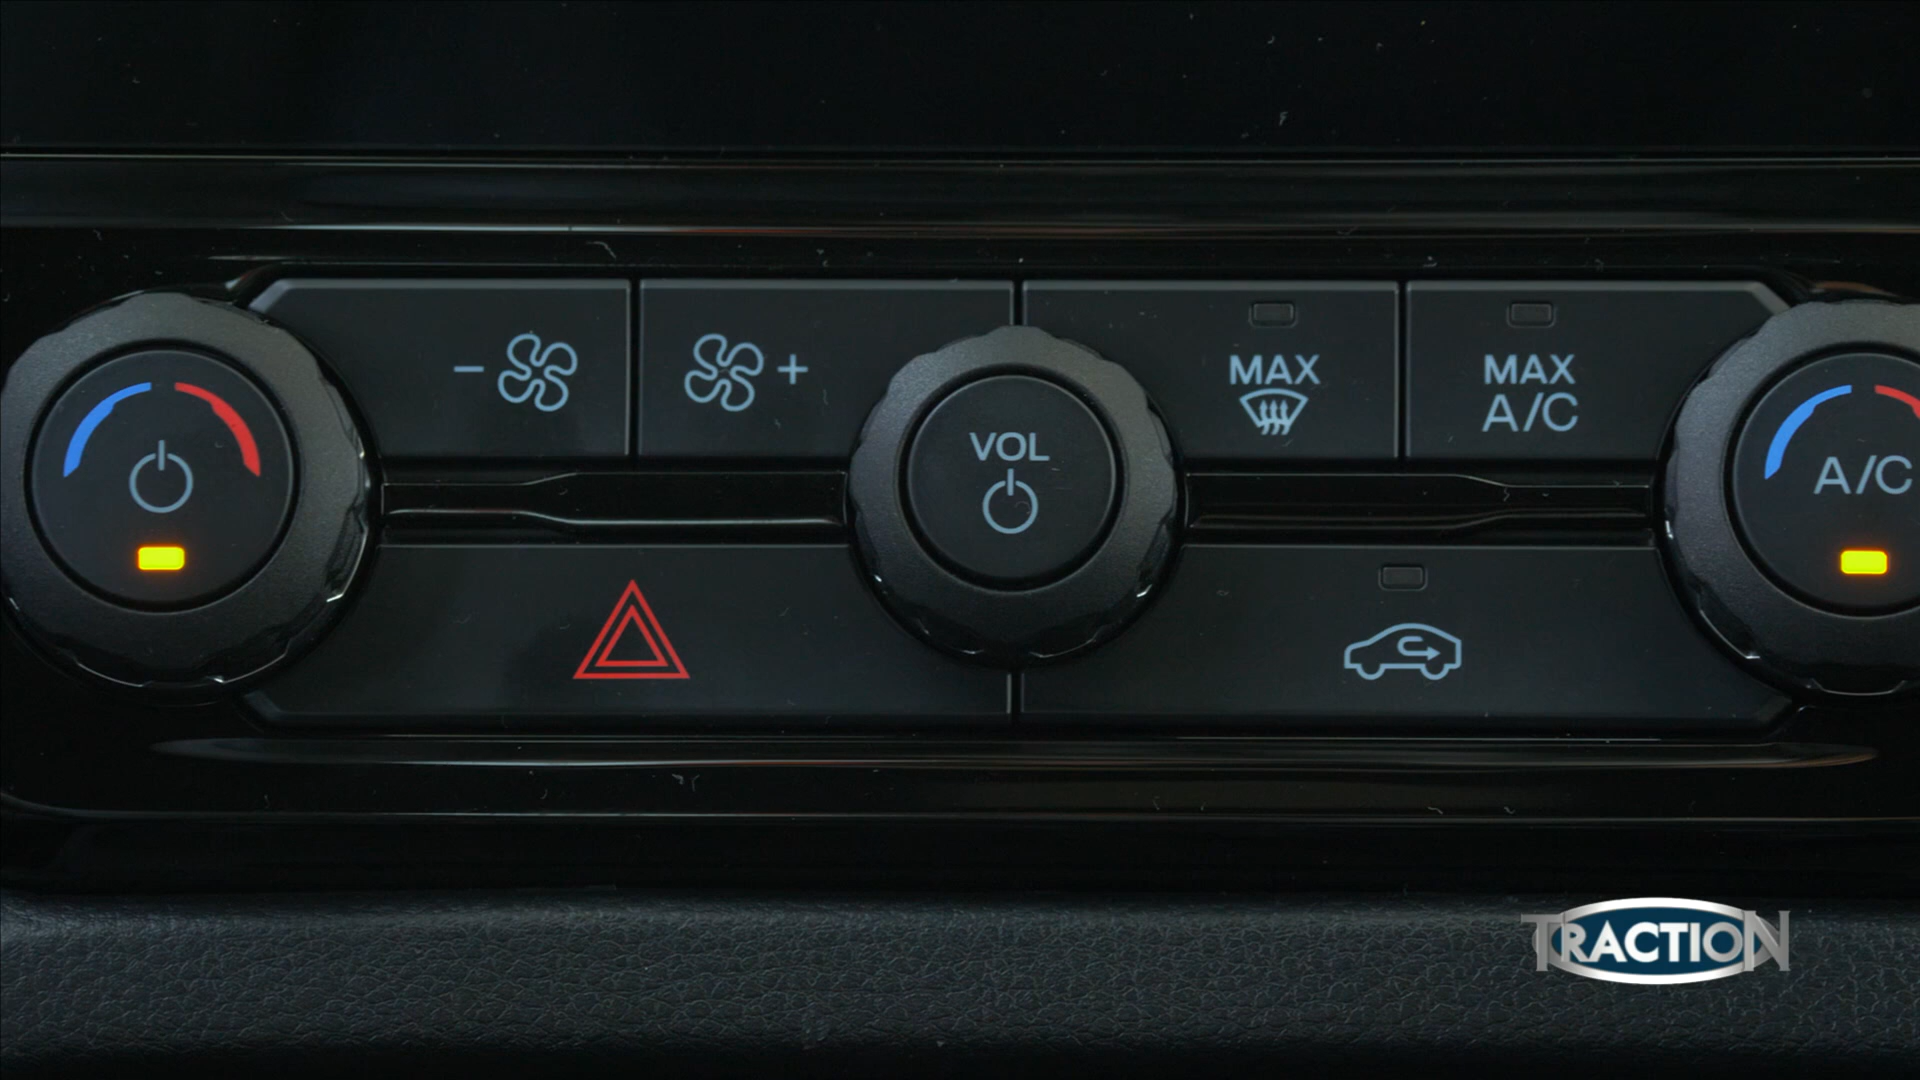 - +
MAX
MAX
A/C
VOL
A/C
TRACTION